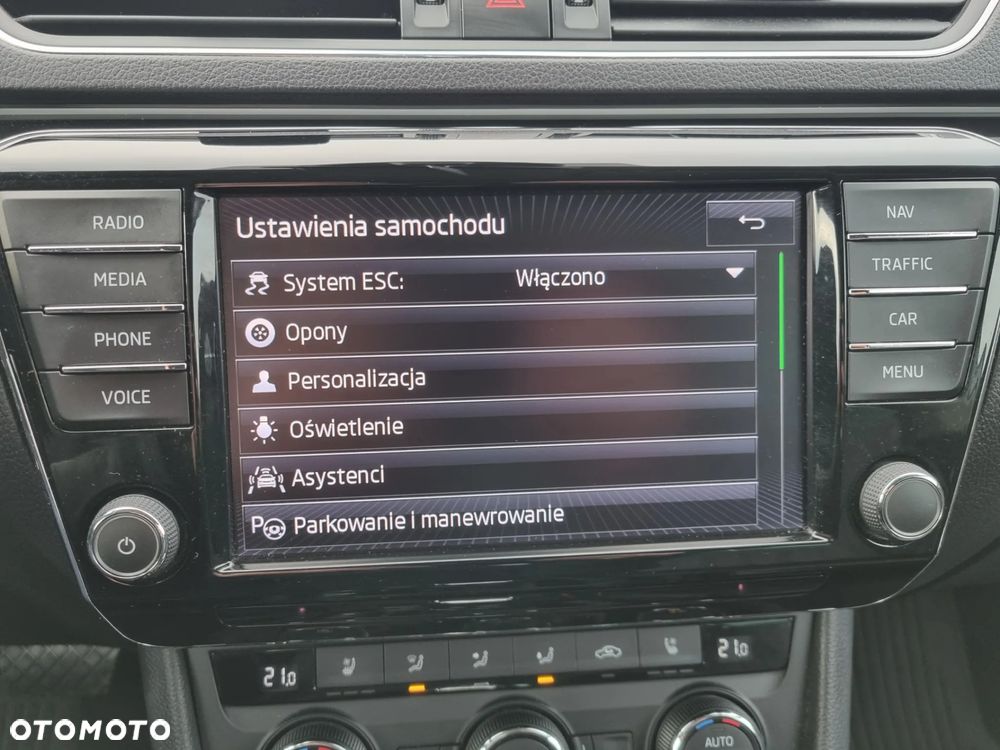 RADIO
MEDIA
PHONE
VOICE
Ustawienia samochodu
System ESC: Włączono
Opony
Personalizacja
Oświetlenie
Asystenci
P Parkowanie i manewrowanie
NAV
TRAFFIC
CAR
MENU
21.0
21.0
AUTO
OTOMOTO